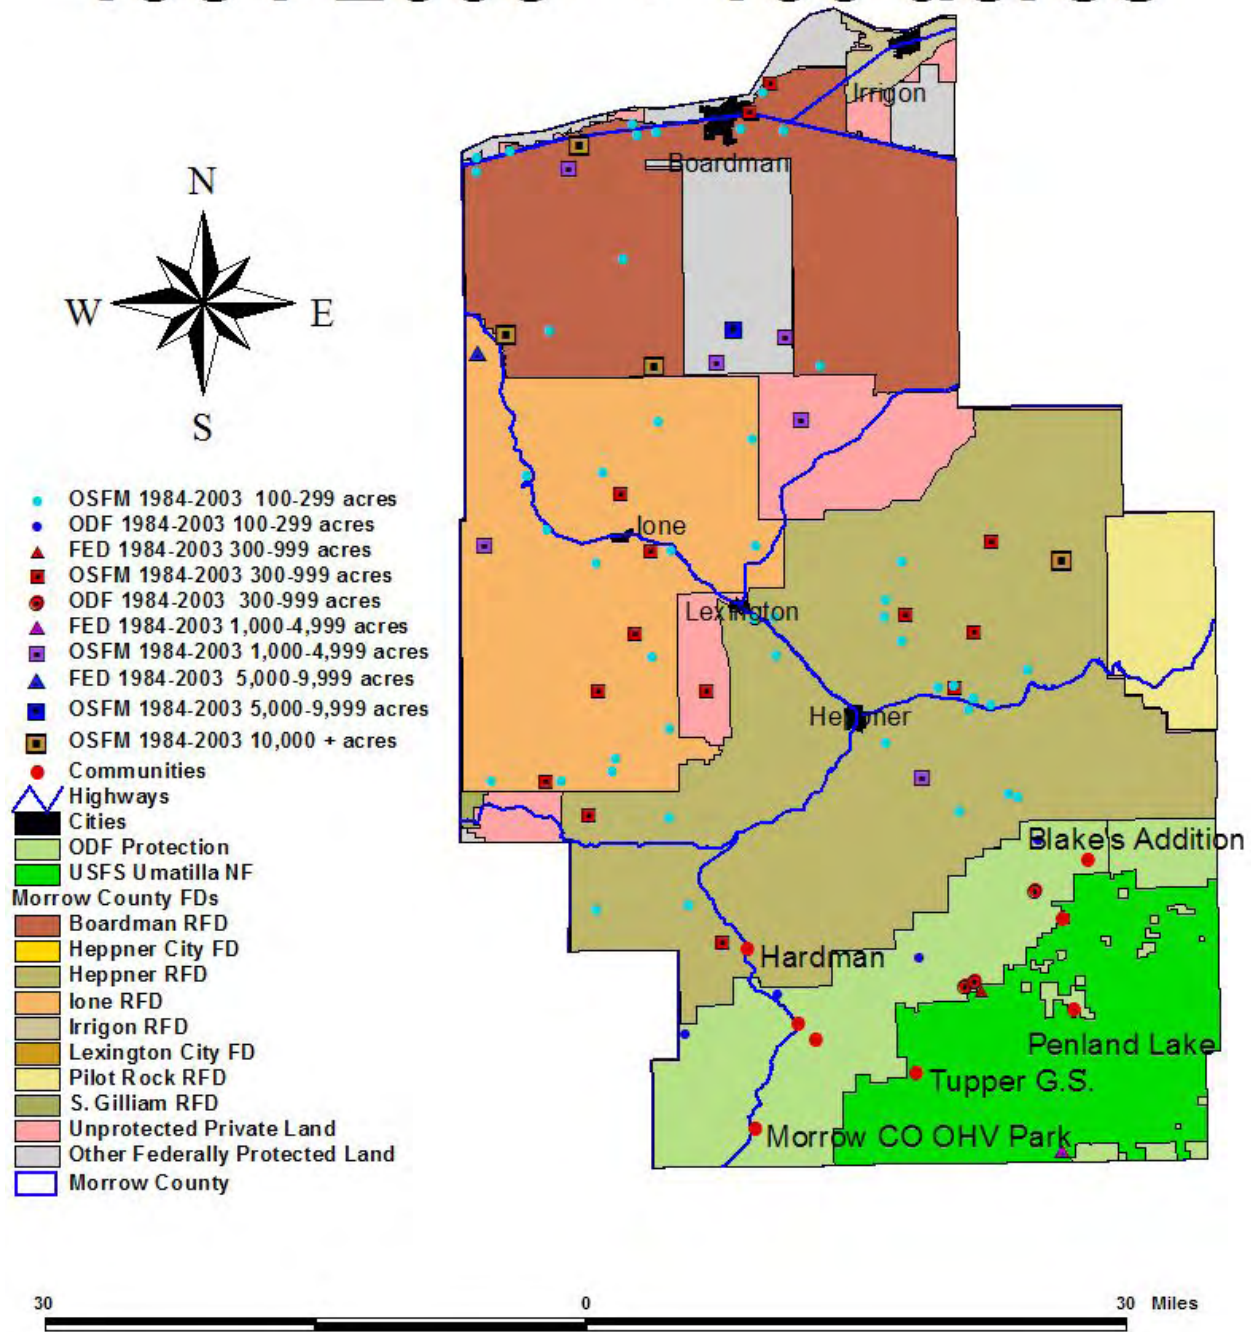 N
W
E
S
Irrigon
Boardman
Ione
Lexington
Heppner
Blake's Addition
Hardman
Penland Lake
Tupper G.S.
Morrow CO OHV Park
OSFM 1984-2003 100-299 acres
ODF 1984-2003 100-299 acres
FED 1984-2003 300-999 acres
OSFM 1984-2003 300-999 acres
ODF 1984-2003 300-999 acres
FED 1984-2003 1,000-4,999 acres
OSFM 1984-2003 1,000-4,999 acres
FED 1984-2003 5,000-9,999 acres
OSFM 1984-2003 5,000-9,999 acres
OSFM 1984-2003 10,000 + acres
Communities
Highways
Cities
ODF Protection
USFS Umatilla NF
Morrow County FDs
Boardman RFD
Heppner City FD
Heppner RFD
Ione RFD
Irrigon RFD
Lexington City FD
Pilot Rock RFD
S. Gilliam RFD
Unprotected Private Land
Other Federally Protected Land
Morrow County
30 0 30 Miles